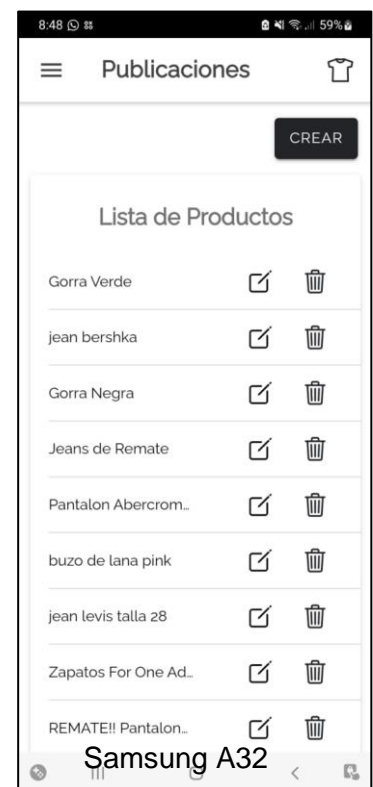 8:48 59%
Publicaciones
CREAR
Lista de Productos
Gorra Verde
jean bershka
Gorra Negra
Jeans de Remate
Pantalon Abercrom...
buzo de lana pink
jean levis talla 28
Zapatos For One Ad...
REMATE!! Pantalon...
Samsung A32